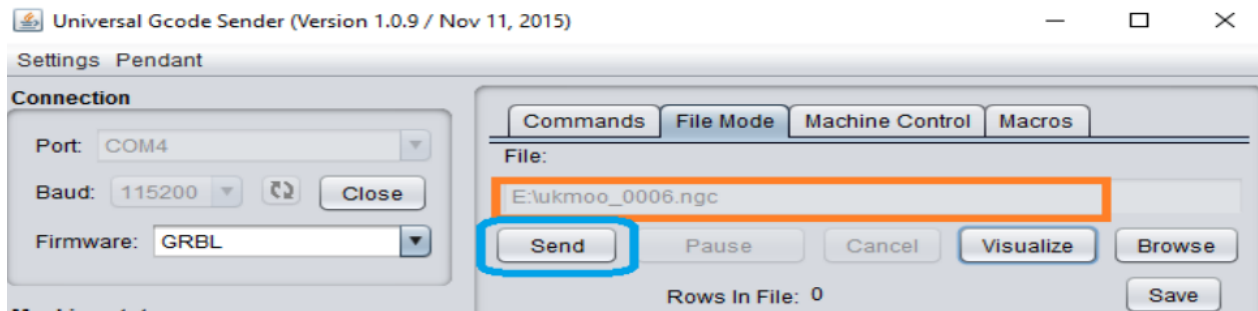 Universal Gcode Sender (Version 1.0.9 / Nov 11, 2015)
Settings Pendant
Connection
Port: COM4
Baud: 115200 Close
Firmware: GRBL
Commands File Mode Machine Control Macros
File:
E:\ukmoo_0006.ngc
Send Pause Cancel Visualize Browse
Rows In File: 0
Save